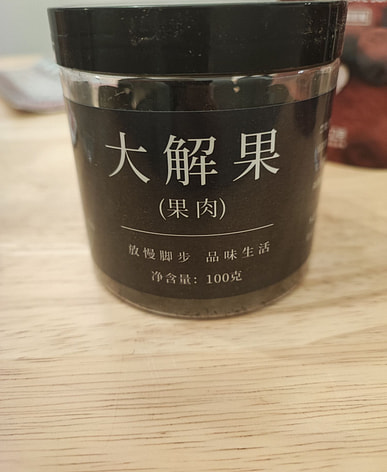 大解果
(果肉)
放慢脚步 品味生活
净含量：100克